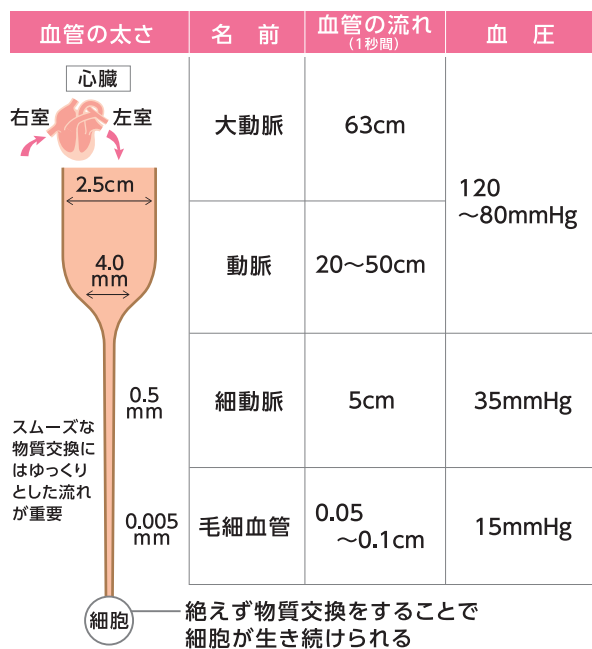 血管の太さ
名 前
血管の流れ
(1秒間)
血 圧
心臓
右室
左室
2.5cm
4.0
mm
大動脈
63cm
120
～80mmHg
動脈
20～50cm
0.5
mm
細動脈
5cm
35mmHg
スムーズな
物質交換に
はゆっくり
とした流れ
が重要
0.005
mm
毛細血管
0.05
～0.1cm
15mmHg
細胞
絶えず物質交換をすることで
細胞が生き続けられる